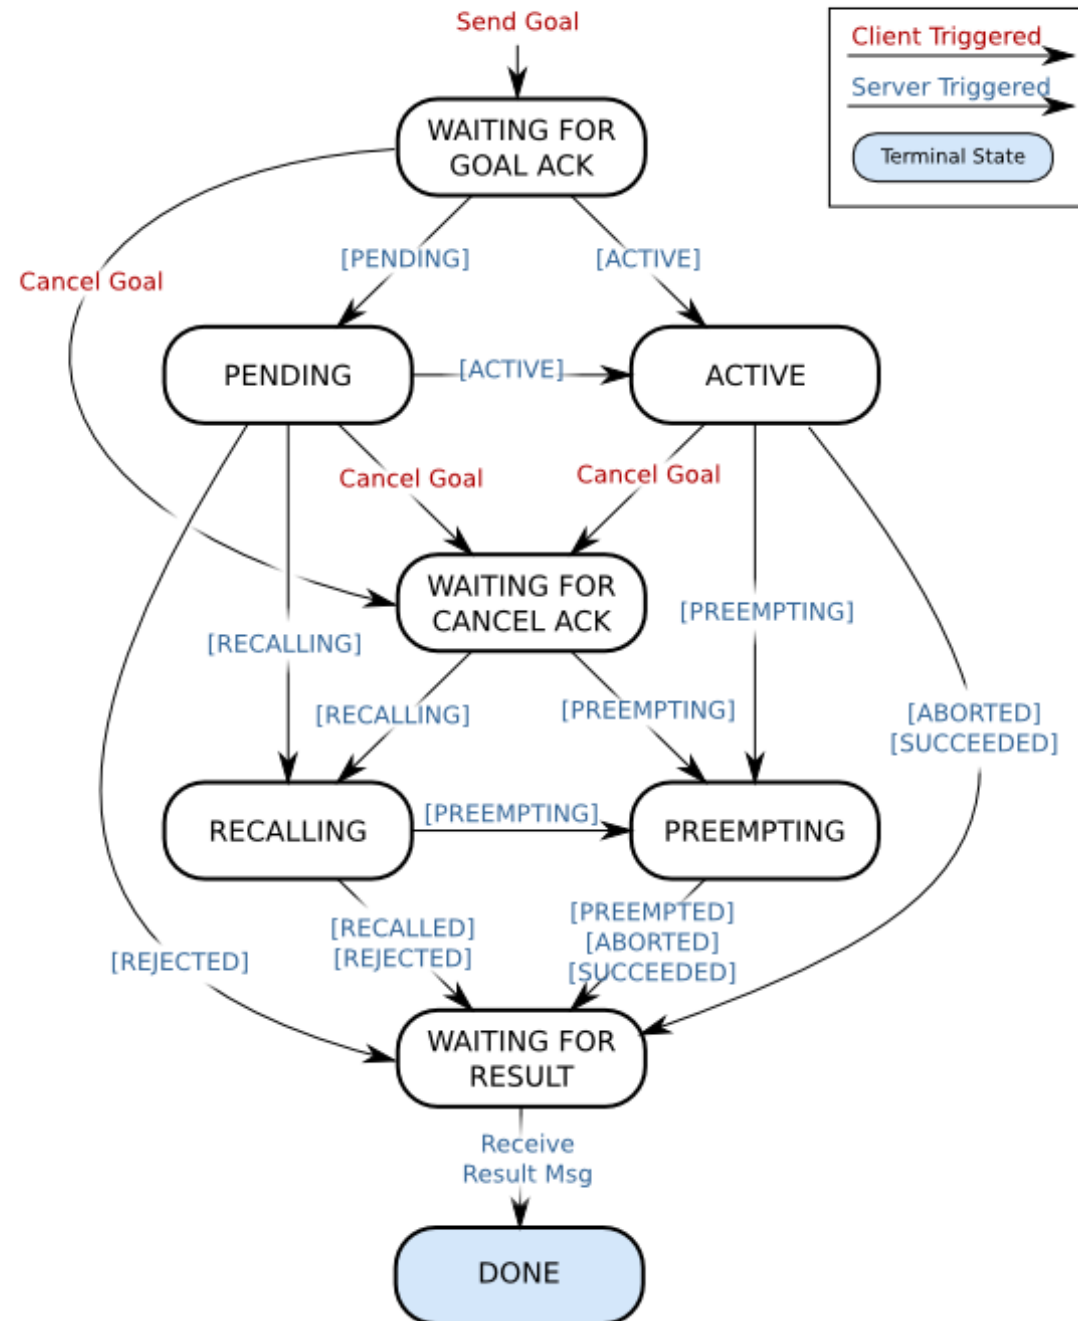 Send Goal
Client Triggered
Server Triggered
Terminal State
WAITING FOR
GOAL ACK
[PENDING]
[ACTIVE]
Cancel Goal
PENDING
[ACTIVE]
ACTIVE
Cancel Goal
Cancel Goal
WAITING FOR
CANCEL ACK
[PREEMPTING]
[RECALLING]
[RECALLING]
[PREEMPTING]
[ABORTED]
[SUCCEEDED]
RECALLING
[PREEMPTING]
PREEMPTING
[RECALLED]
[REJECTED]
[PREEMPTED]
[ABORTED]
[SUCCEEDED]
[REJECTED]
WAITING FOR
RESULT
Receive
Result Msg
DONE